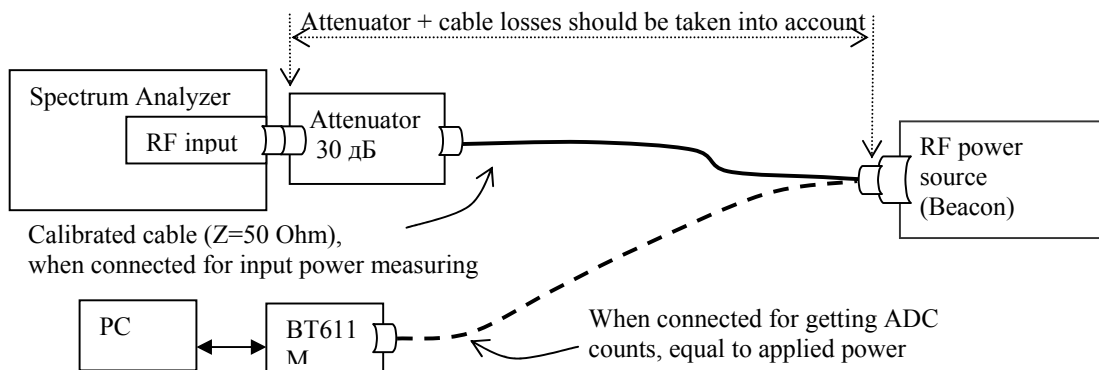 Attenuator + cable losses should be taken into account
Spectrum Analyzer
RF input
Attenuator
30 дБ
RF power
source
(Beacon)
Calibrated cable (Z=50 Ohm),
when connected for input power measuring
PC
BT611
M
When connected for getting ADC
counts, equal to applied power